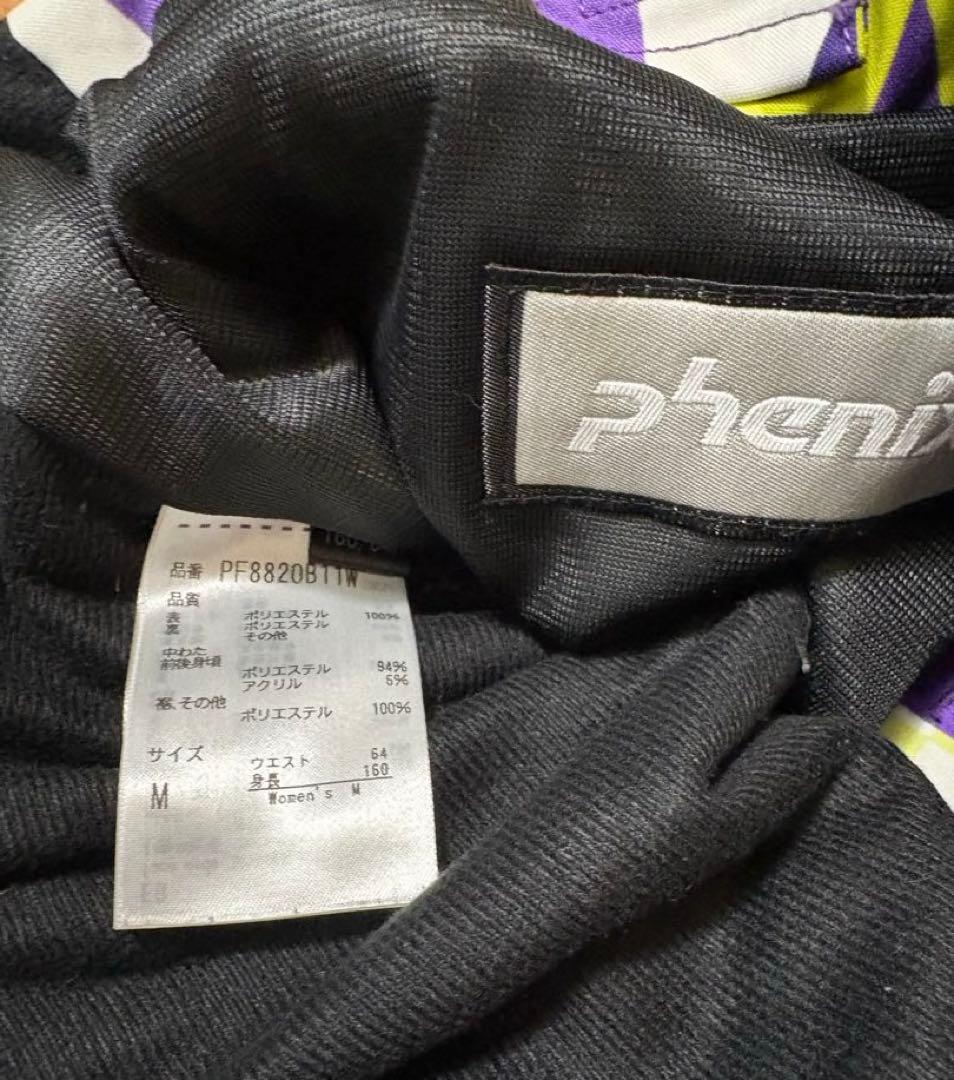 phenix
品番 PF8820B11W
品質
表 ポリエステル 100%
裏 ポリエステル
その他
中わた
前後身頃 ポリエステル 94%
アクリル 6%
裾、その他
ポリエステル 100%
サイズ ウエスト 64
身長 160
M Women's M